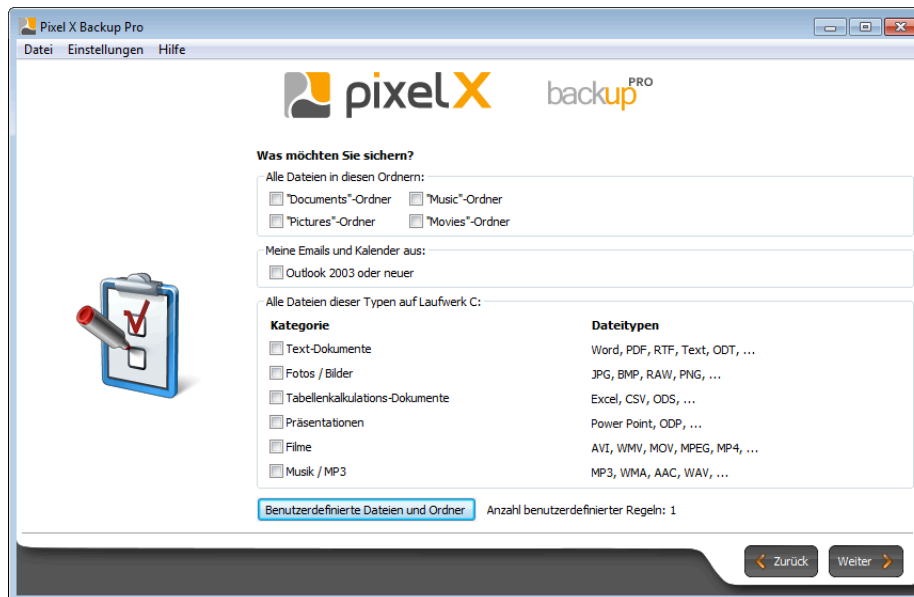 Pixel X Backup Pro
Datei Einstellungen Hilfe
pixelX backup PRO
Was möchten Sie sichern?
Alle Dateien in diesen Ordnern:
"Documents"-Ordner "Music"-Ordner
"Pictures"-Ordner "Movies"-Ordner
Meine Emails und Kalender aus:
Outlook 2003 oder neuer
Alle Dateien dieser Typen auf Laufwerk C:
Kategorie Dateitypen
Text-Dokumente Word, PDF, RTF, Text, ODT, ...
Fotos / Bilder JPG, BMP, RAW, PNG, ...
Tabellenkalkulations-Dokumente Excel, CSV, ODS, ...
Präsentationen Power Point, ODP, ...
Filme AVI, WMV, MOV, MPEG, MP4, ...
Musik / MP3 MP3, WMA, AAC, WAV, ...
Benutzerdefinierte Dateien und Ordner Anzahl benutzerdefinierter Regeln: 1
Zurück Weiter